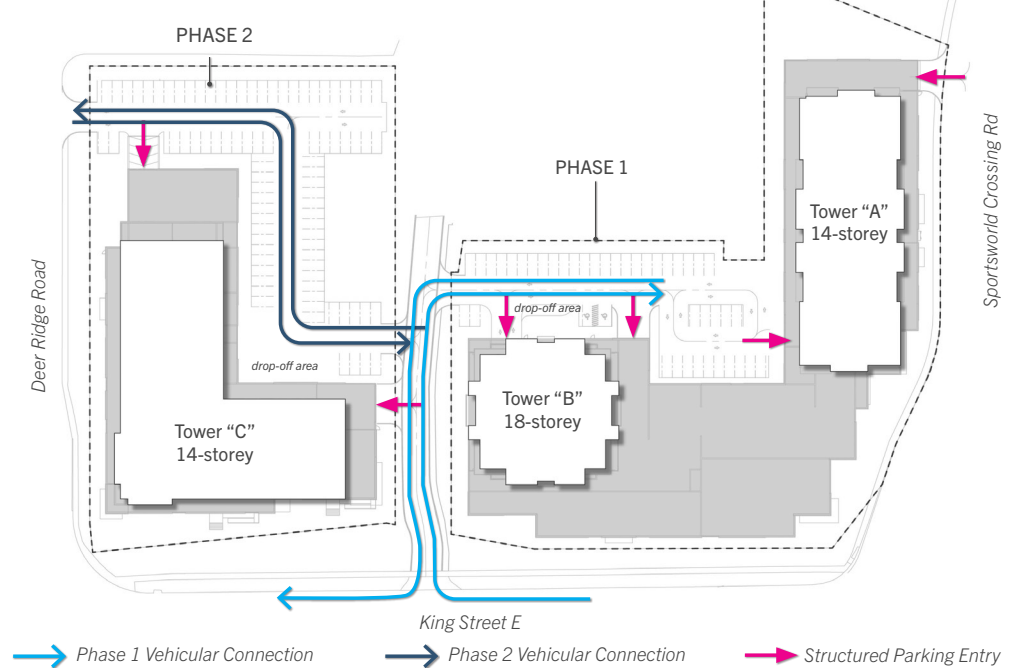 PHASE 2
PHASE 1
Tower “A”
14-storey
Sportsworld Crossing Rd
Deer Ridge Road
drop-off area
drop-off area
Tower “B”
18-storey
Tower “C”
14-storey
King Street E
Phase 1 Vehicular Connection
Phase 2 Vehicular Connection
Structured Parking Entry